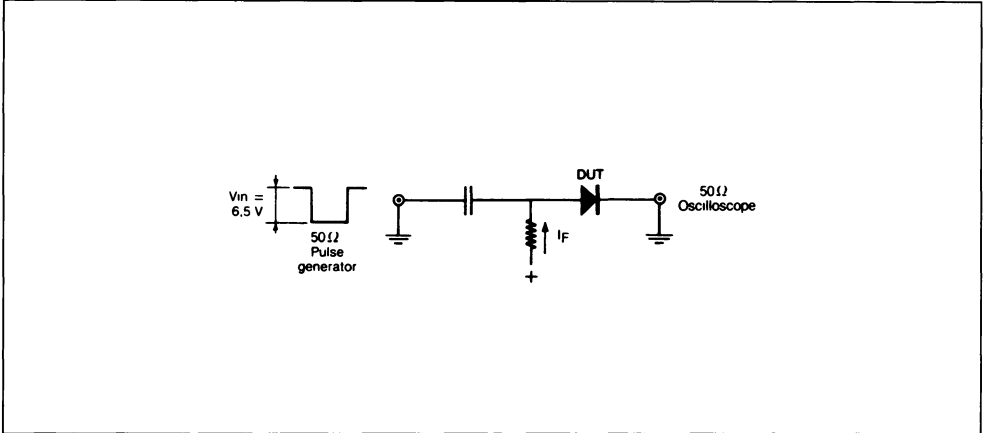 DUT
Vin =
6,5 V
50Ω
Pulse
generator
IF
+
50Ω
Oscilloscope